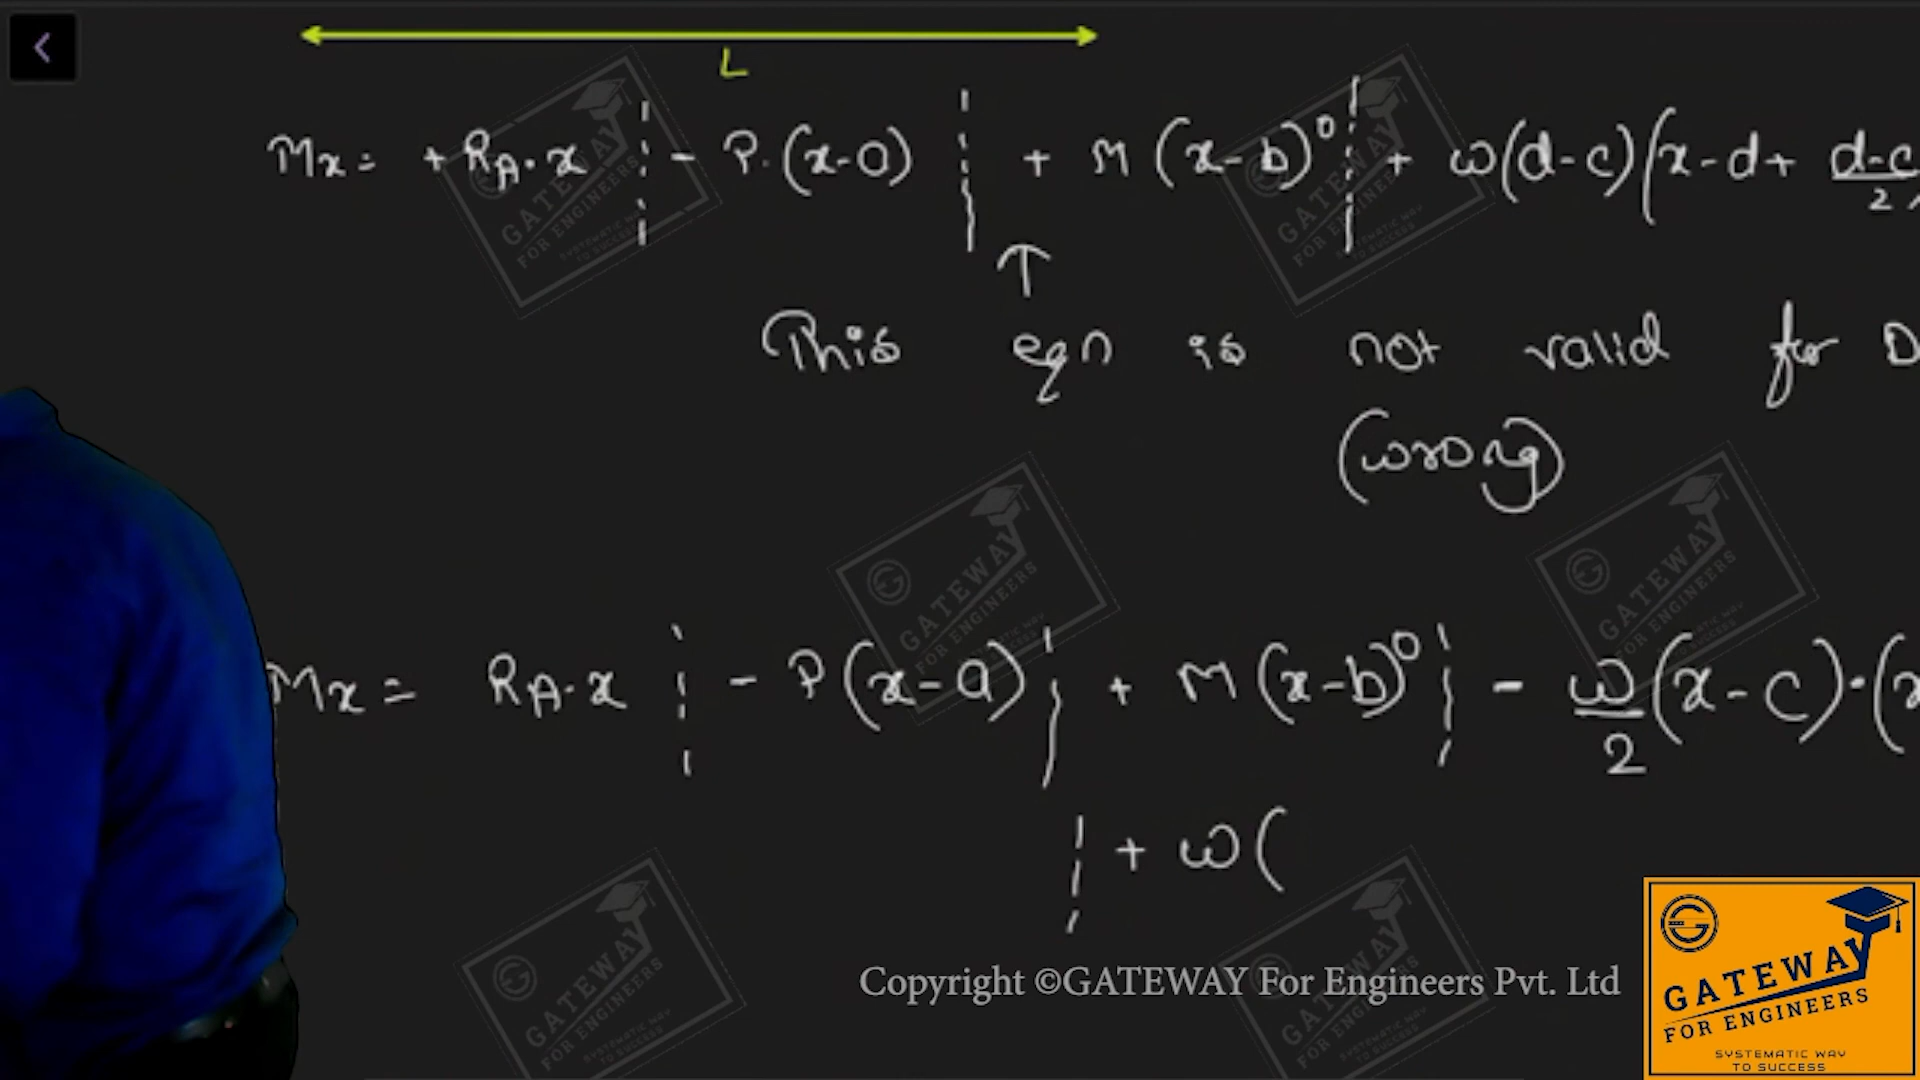 L
Mx = + RA.x ¦ - P.(x-a) ¦ + M (x-b)⁰ ¦ + ω(d-c)(x-d+ d-c/2
↑
This eqn is not valid for D
(wrong)
Mx = RA.x ¦ - P(x-a) ¦ + M(x-b)⁰ ¦ - ω/2 (x-c).(x
¦ + ω(
Copyright ©GATEWAY For Engineers Pvt. Ltd
GATEWAY
FOR ENGINEERS
SYSTEMATIC WAY
TO SUCCESS